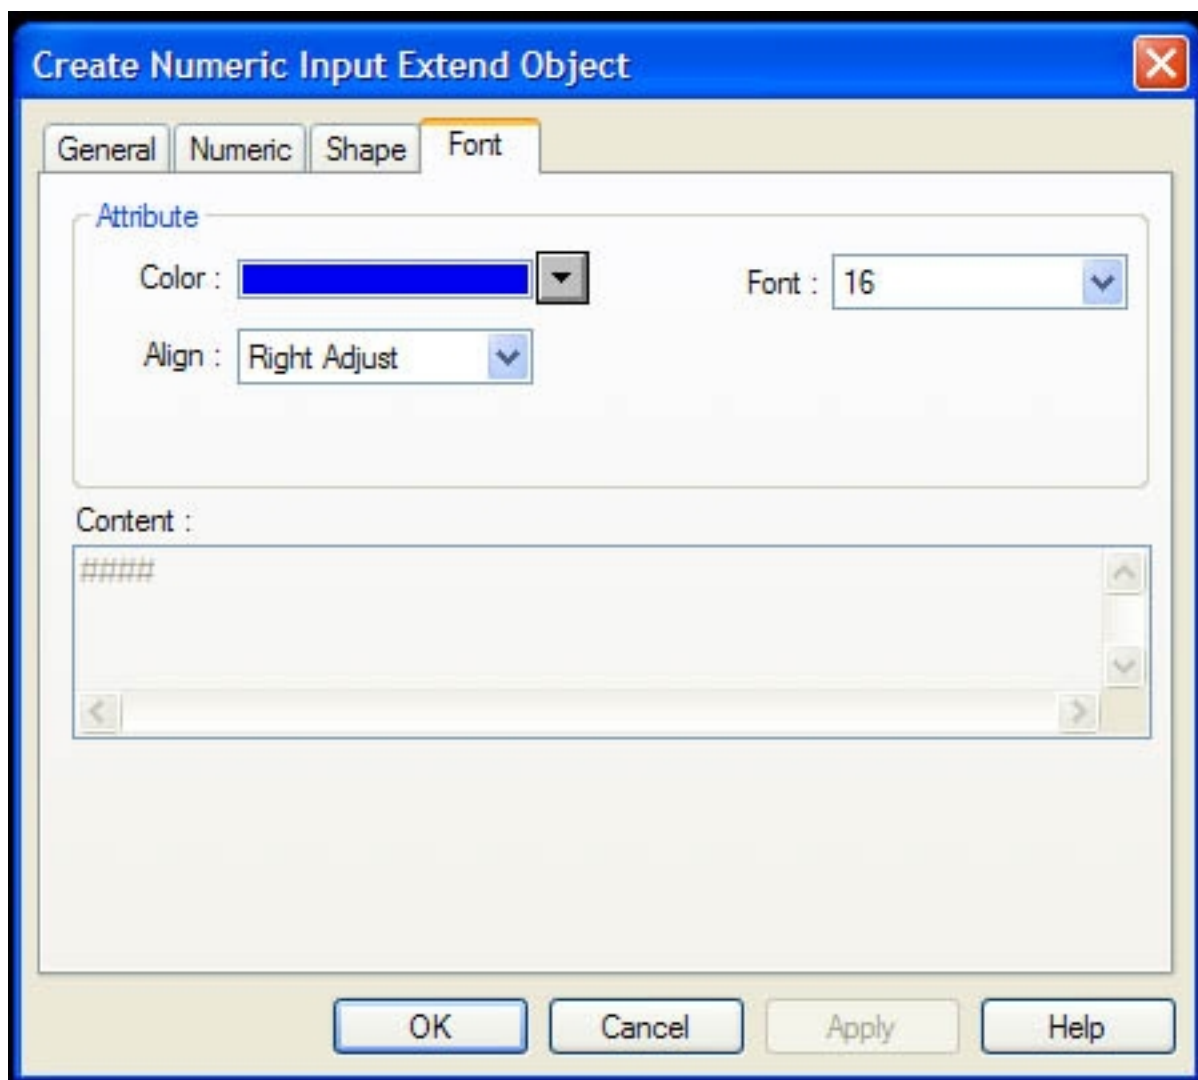 Create Numeric Input Extend Object
General Numeric Shape Font
Attribute
Color : Font : 16
Align : Right Adjust
Content :
####
OK Cancel Apply Help